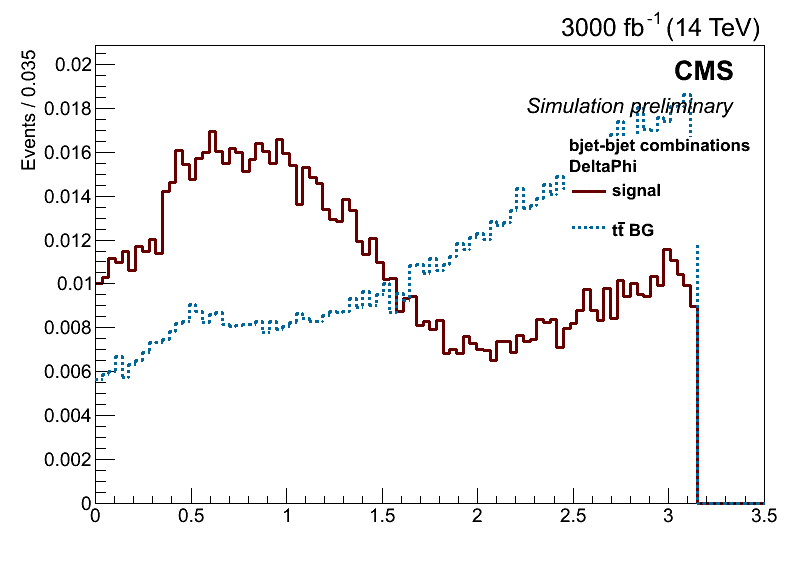 3000 fb⁻¹ (14 TeV)
Events / 0.035
CMS
Simulation preliminary
bjet-bjet combinations
DeltaPhi
signal
tt̄ BG
0.02
0.018
0.016
0.014
0.012
0.01
0.008
0.006
0.004
0.002
0
0 0.5 1 1.5 2 2.5 3 3.5